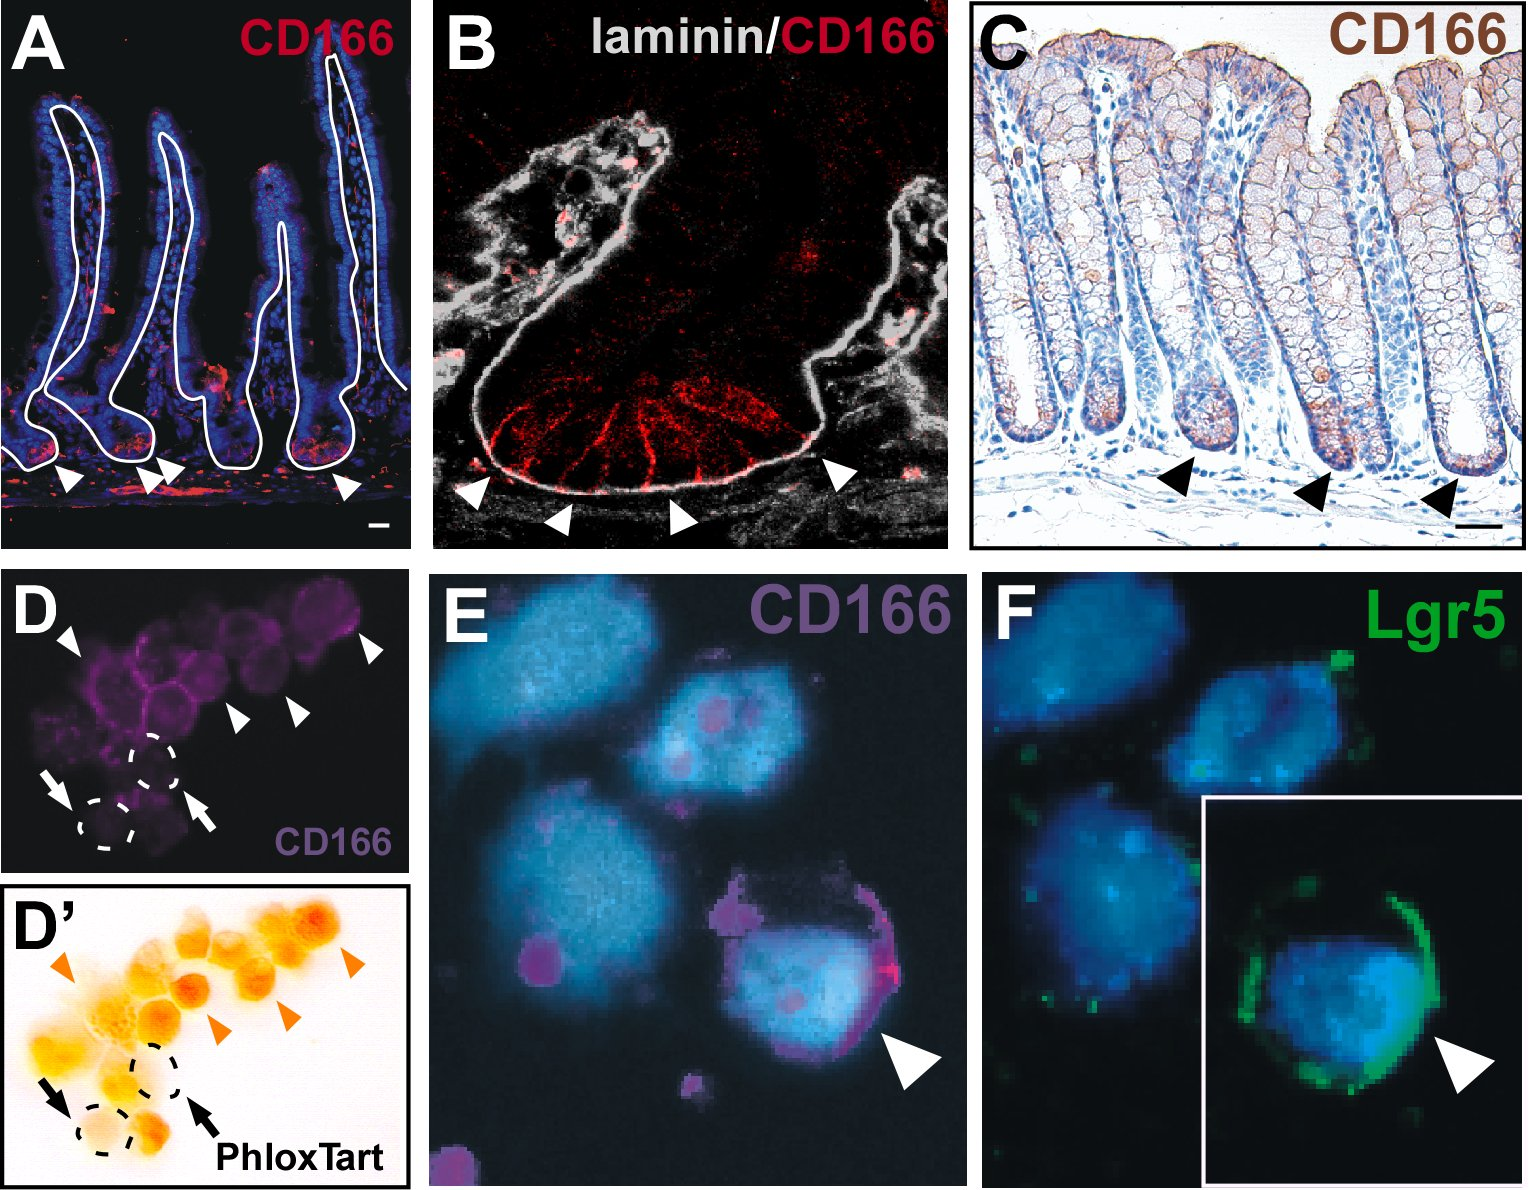 A CD166
B laminin/CD166
C CD166
D
CD166
D’
PhloxTart
E CD166
F Lgr5